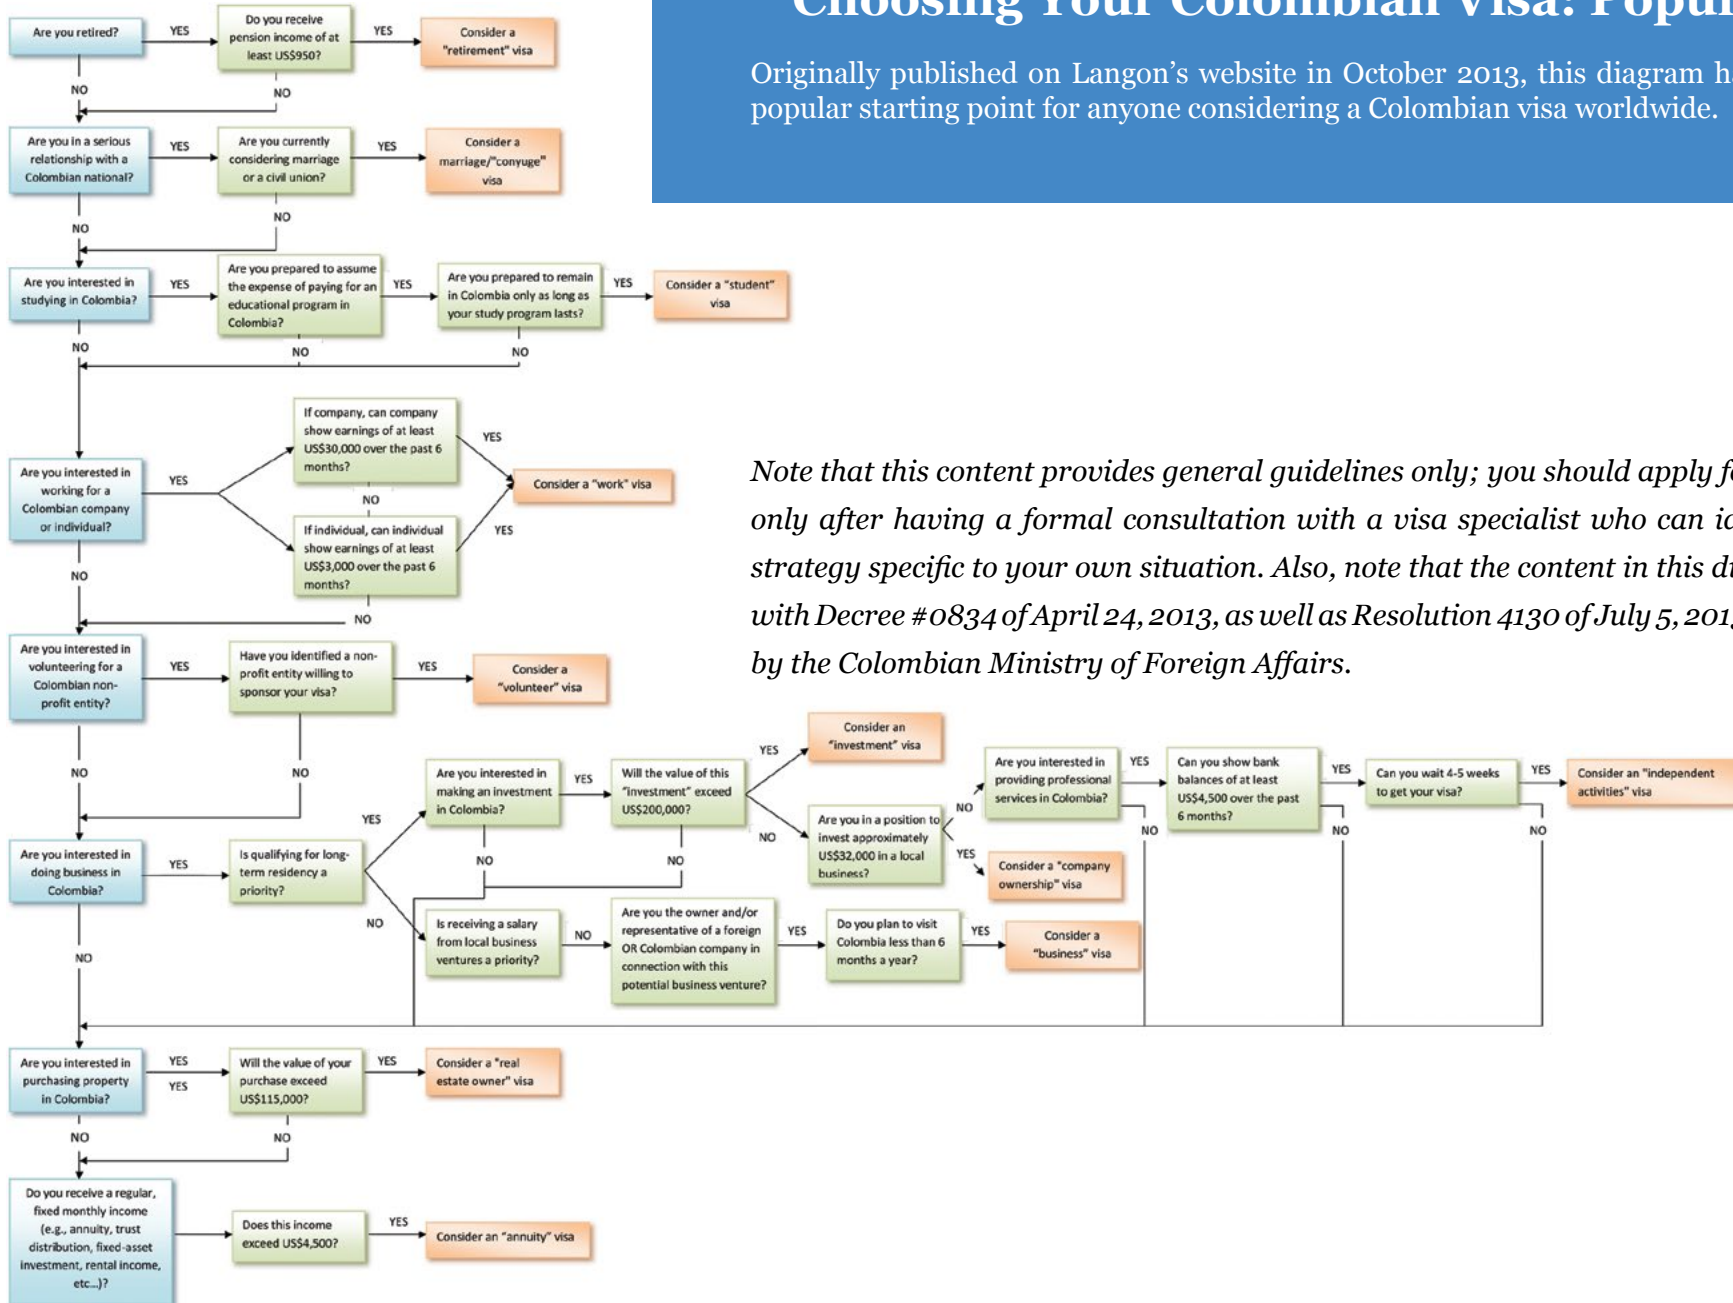 Choosing Your Colombian Visa: Popul
Originally published on Langon's website in October 2013, this diagram ha
popular starting point for anyone considering a Colombian visa worldwide.
Are you retired?
YES
Do you receive
pension income of at
least US$950?
YES
Consider a
"retirement" visa
NO
NO
Are you in a serious
relationship with a
Colombian national?
YES
Are you currently
considering marriage
or a civil union?
YES
Consider a
marriage/"conyuge"
visa
NO
NO
Are you interested in
studying in Colombia?
YES
Are you prepared to assume
the expense of paying for an
educational program in
Colombia?
YES
Are you prepared to remain
in Colombia only as long as
your study program lasts?
YES
Consider a "student"
visa
NO
NO
NO
Are you interested in
working for a
Colombian company
or individual?
YES
If company, can company
show earnings of at least
US$30,000 over the past 6
months?
YES
NO
If individual, can individual
show earnings of at least
US$3,000 over the past 6
months?
YES
Consider a "work" visa
NO
NO
Note that this content provides general guidelines only; you should apply fo
only after having a formal consultation with a visa specialist who can id
strategy specific to your own situation. Also, note that the content in this di
with Decree #0834 of April 24, 2013, as well as Resolution 4130 of July 5, 201
by the Colombian Ministry of Foreign Affairs.
Are you interested in
volunteering for a
Colombian non-
profit entity?
YES
Have you identified a non-
profit entity willing to
sponsor your visa?
YES
Consider a
"volunteer" visa
NO
NO
Are you interested in
doing business in
Colombia?
YES
Is qualifying for long-
term residency a
priority?
YES
Are you interested in
making an investment
in Colombia?
YES
Will the value of this
"investment" exceed
US$200,000?
YES
Consider an
"investment" visa
NO
NO
NO
Are you in a position to
invest approximately
US$32,000 in a local
business?
NO
Are you interested in
providing professional
services in Colombia?
YES
Can you show bank
balances of at least
US$4,500 over the past
6 months?
YES
Can you wait 4-5 weeks
to get your visa?
YES
Consider an "independent
activities" visa
NO
NO
NO
YES
Consider a "company
ownership" visa
NO
Is receiving a salary
from local business
ventures a priority?
NO
Are you the owner and/or
representative of a foreign
OR Colombian company in
connection with this
potential business venture?
YES
Do you plan to visit
Colombia less than 6
months a year?
YES
Consider a
"business" visa
NO
Are you interested in
purchasing property
in Colombia?
YES
YES
Will the value of your
purchase exceed
US$115,000?
YES
Consider a "real
estate owner" visa
NO
NO
Do you receive a regular,
fixed monthly income
(e.g., annuity, trust
distribution, fixed-asset
investment, rental income,
etc...)?
Does this income
exceed US$4,500?
YES
Consider an "annuity" visa